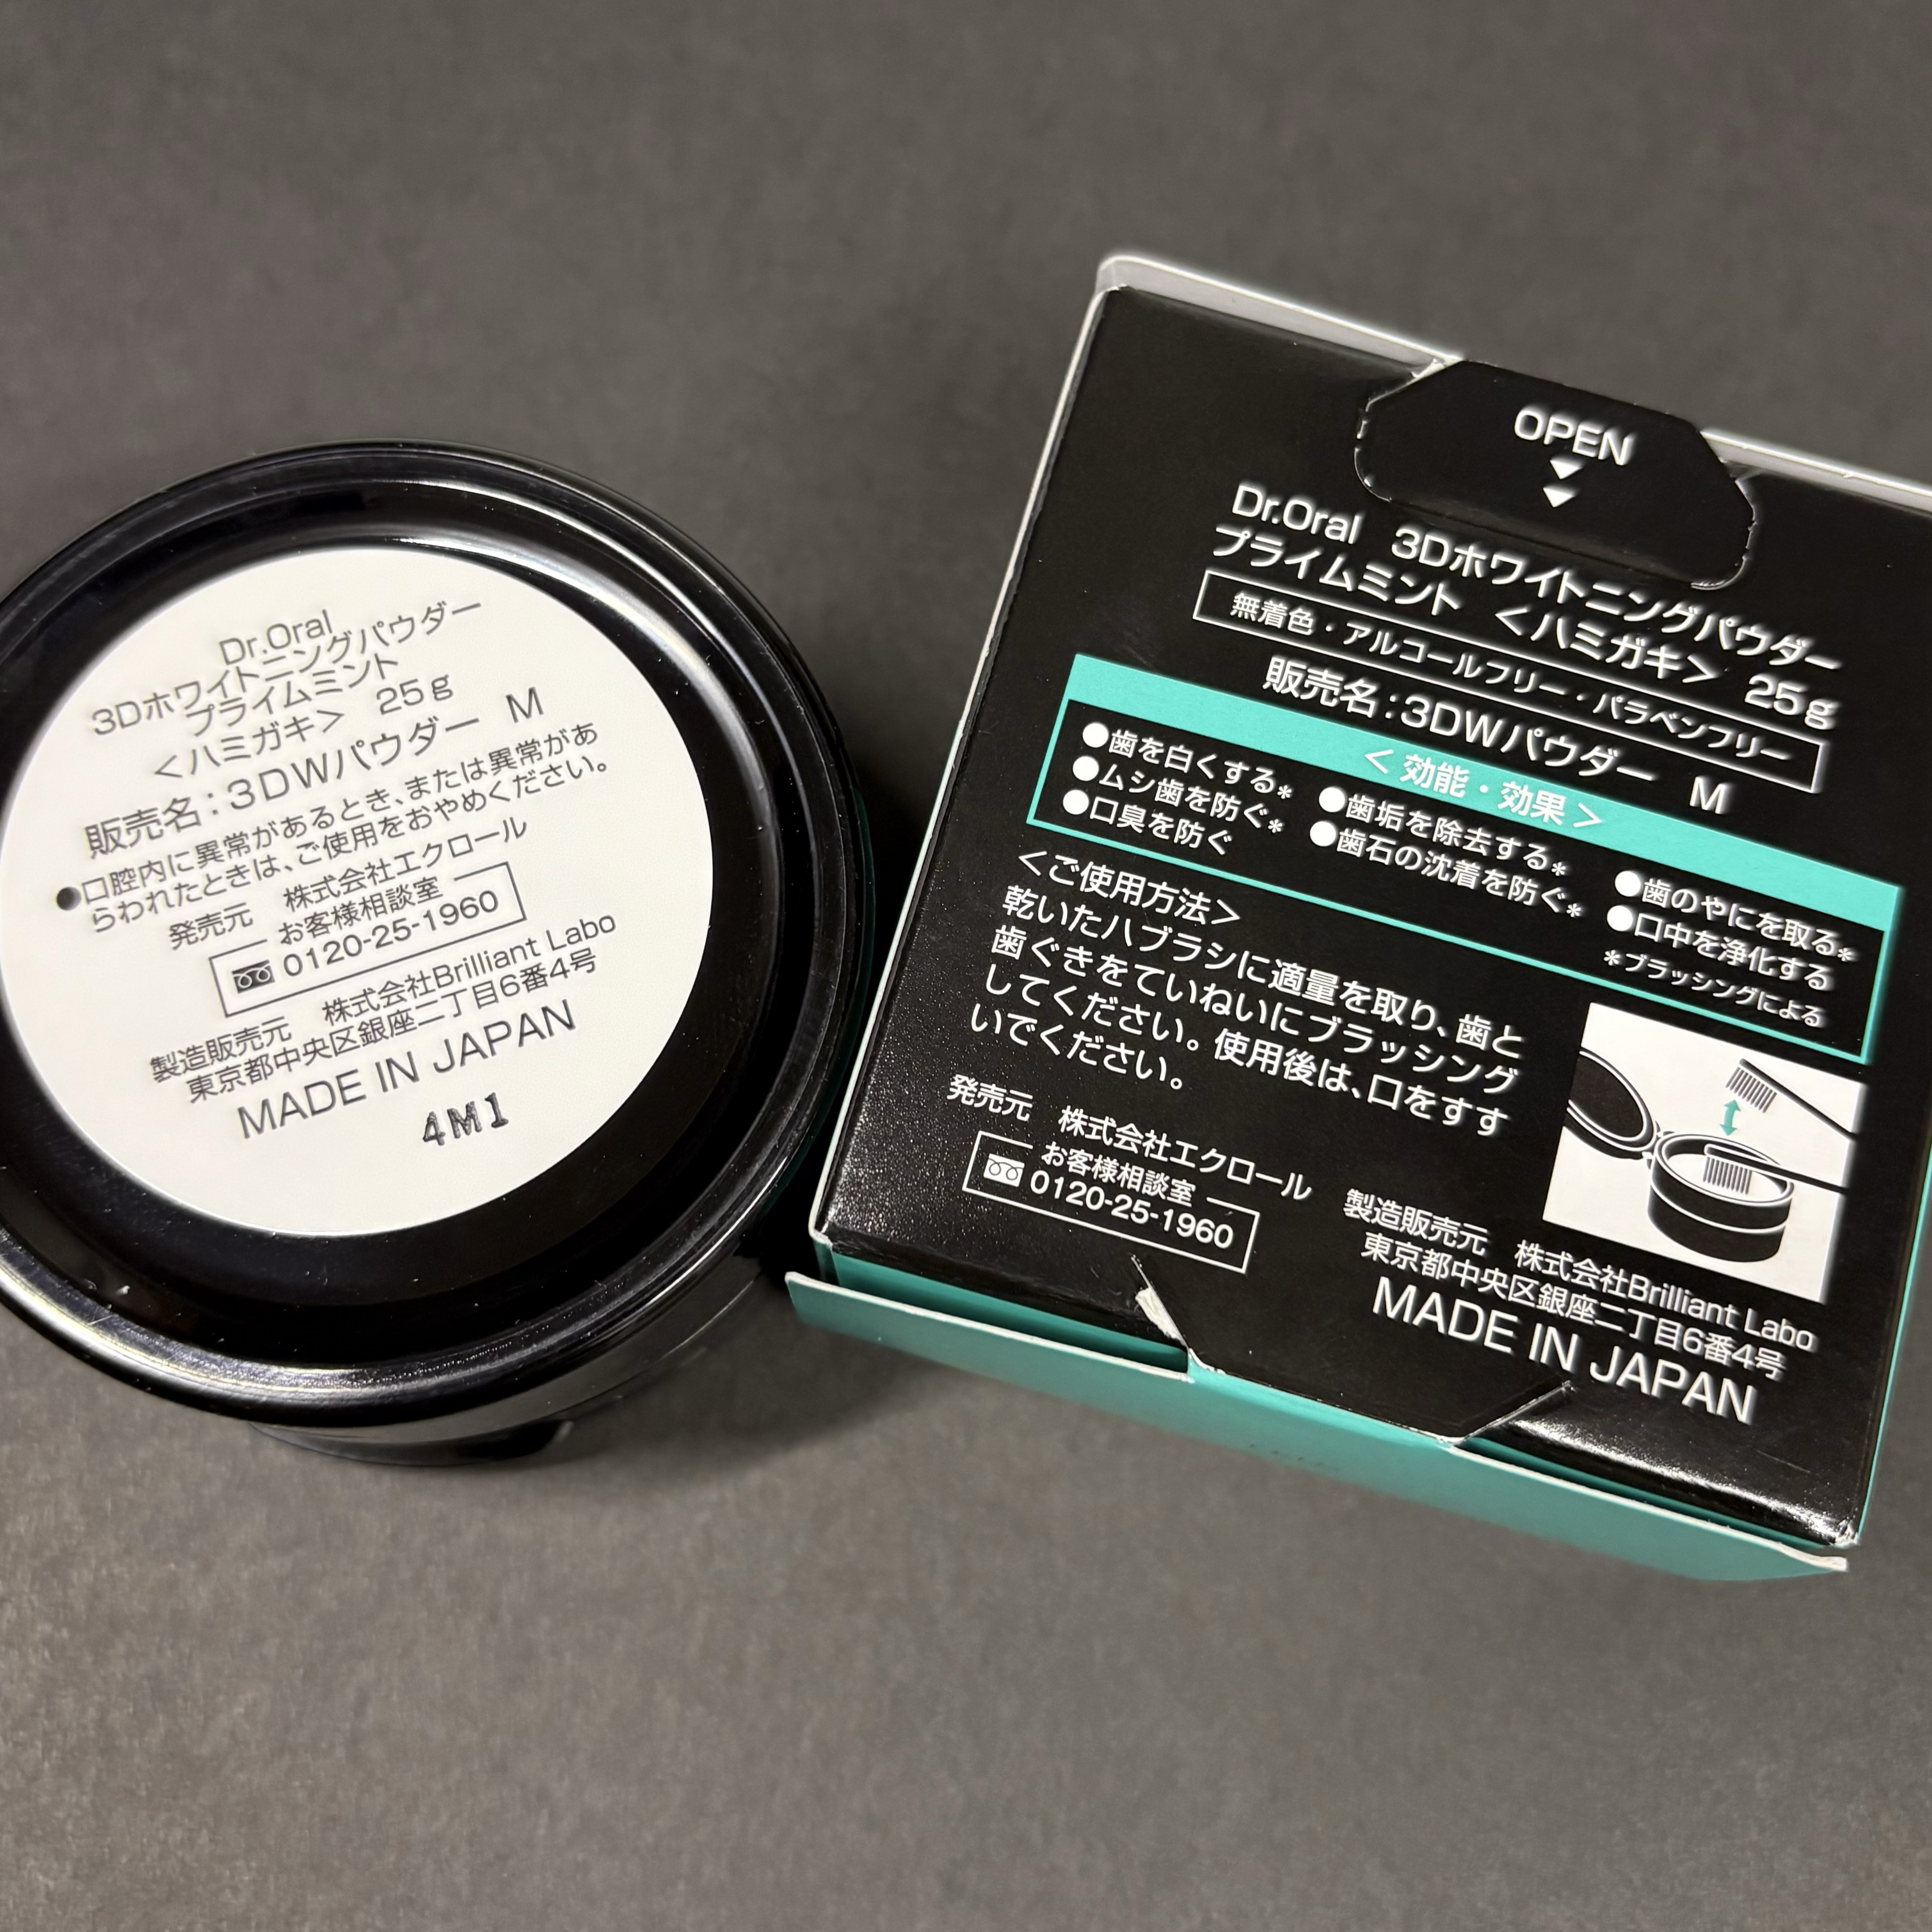 Dr.Oral
3Dホワイトニングパウダー
プライムミント
＜ハミガキ＞ 25g
販売名：3DWパウダー M
●口腔内に異常があるとき、または異常があ
らわれたときは、ご使用をおやめください。
発売元 株式会社エクロール
お客様相談室
0120-25-1960
製造販売元 株式会社Brilliant Labo
東京都中央区銀座二丁目6番4号
MADE IN JAPAN
4M1
OPEN
Dr.Oral 3Dホワイトニングパウダー
プライムミント ＜ハミガキ＞ 25g
無着色・アルコールフリー・パラベンフリー
販売名：3DWパウダー M
＜効能・効果＞
●歯を白くする* ●歯垢を除去する* ●歯のやにを取る*
●ムシ歯を防ぐ* ●歯石の沈着を防ぐ* ●口中を浄化する
●口臭を防ぐ
*ブラッシングによる
＜ご使用方法＞
乾いたハブラシに適量を取り、歯と
歯ぐきをていねいにブラッシング
してください。使用後は、口をすす
いでください。
発売元 株式会社エクロール
お客様相談室
0120-25-1960
製造販売元 株式会社Brilliant Labo
東京都中央区銀座二丁目6番4号
MADE IN JAPAN